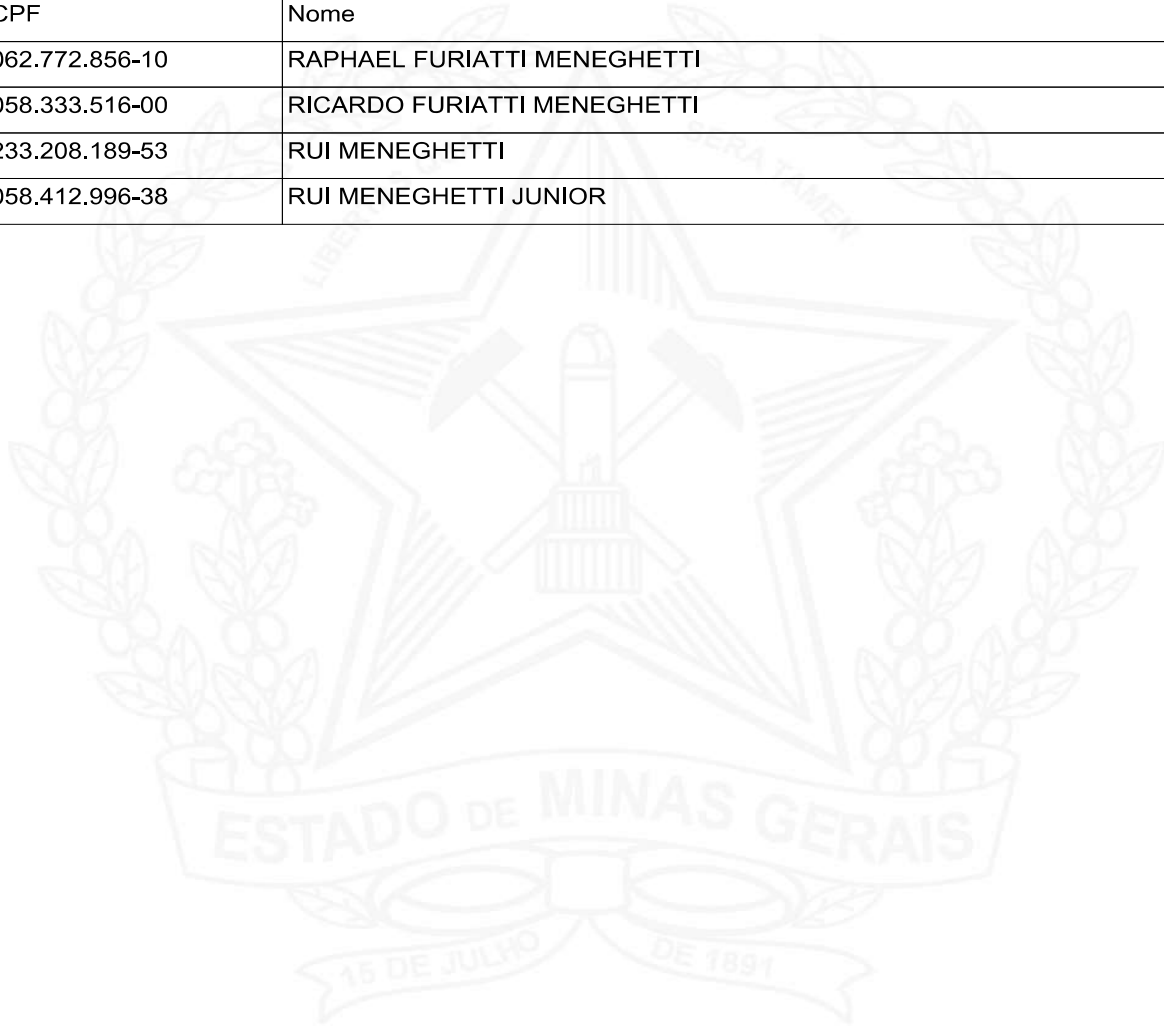 CPF Nome
062.772.856-10 RAPHAEL FURIATTI MENEGHETTI
058.333.516-00 RICARDO FURIATTI MENEGHETTI
233.208.189-53 RUI MENEGHETTI
058.412.996-38 RUI MENEGHETTI JUNIOR
LIBERTAS QUAE SERA TAMEN
ESTADO DE MINAS GERAIS
15 DE JULHO DE 1891